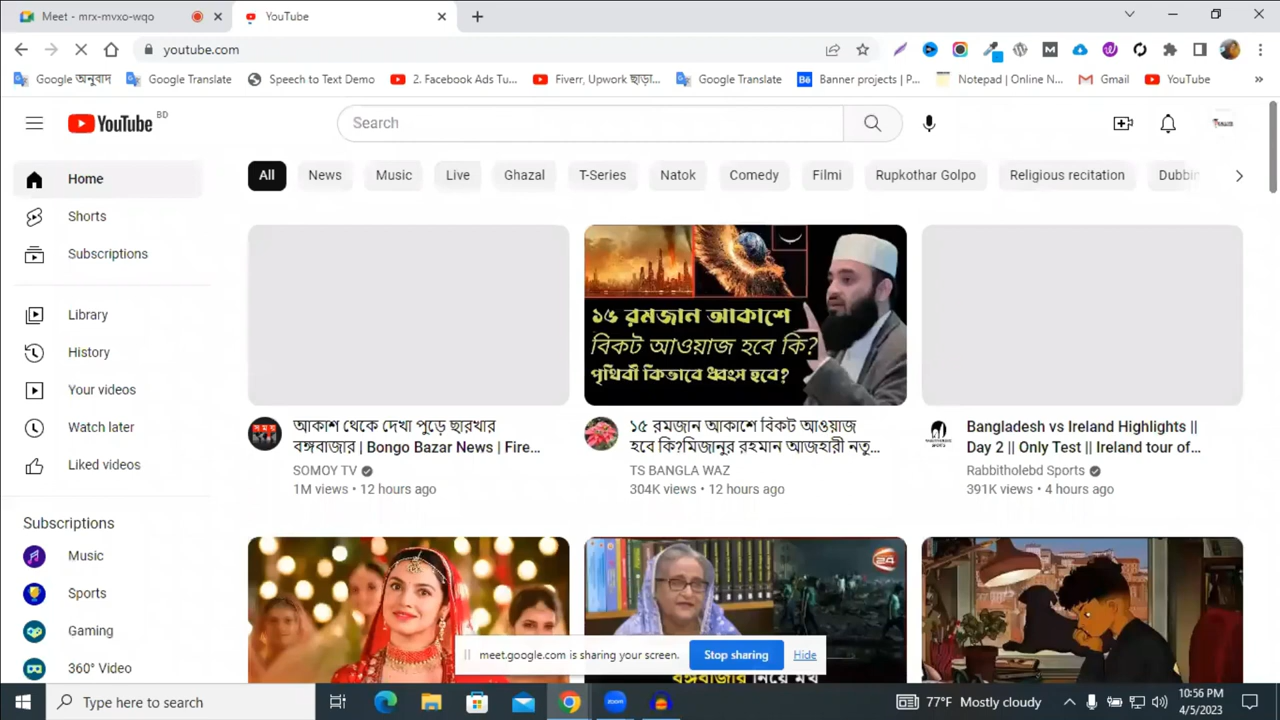 Meet - mrx-mvxo-wqo
YouTube
youtube.com
Google অনুবাদ
Google Translate
Speech to Text Demo
2. Facebook Ads Tu...
Fiverr, Upwork ছাড়া...
Google Translate
Banner projects | P...
Notepad | Online N...
Gmail
YouTube
YouTube BD
Search
All
News
Music
Live
Ghazal
T-Series
Natok
Comedy
Filmi
Rupkothar Golpo
Religious recitation
Dubbin
Home
Shorts
Subscriptions
Library
History
Your videos
Watch later
Liked videos
Subscriptions
Music
Sports
Gaming
360° Video
১৫ রমজান আকাশে
বিকট আওয়াজ হবে কি?
পৃথিবী কিভাবে ধ্বংস হবে?
আকাশ থেকে দেখা পুড়ে ছারখার
বঙ্গবাজার | Bongo Bazar News | Fire...
SOMOY TV
1M views • 12 hours ago
১৫ রমজান আকাশে বিকট আওয়াজ
হবে কি?মিজানুর রহমান আজহারী নতু...
TS BANGLA WAZ
304K views • 12 hours ago
Bangladesh vs Ireland Highlights ||
Day 2 || Only Test || Ireland tour of...
Rabbitholebd Sports
391K views • 4 hours ago
24
meet.google.com is sharing your screen.
Stop sharing
Hide
Type here to search
zoom
77°F Mostly cloudy
10:56 PM
4/5/2023